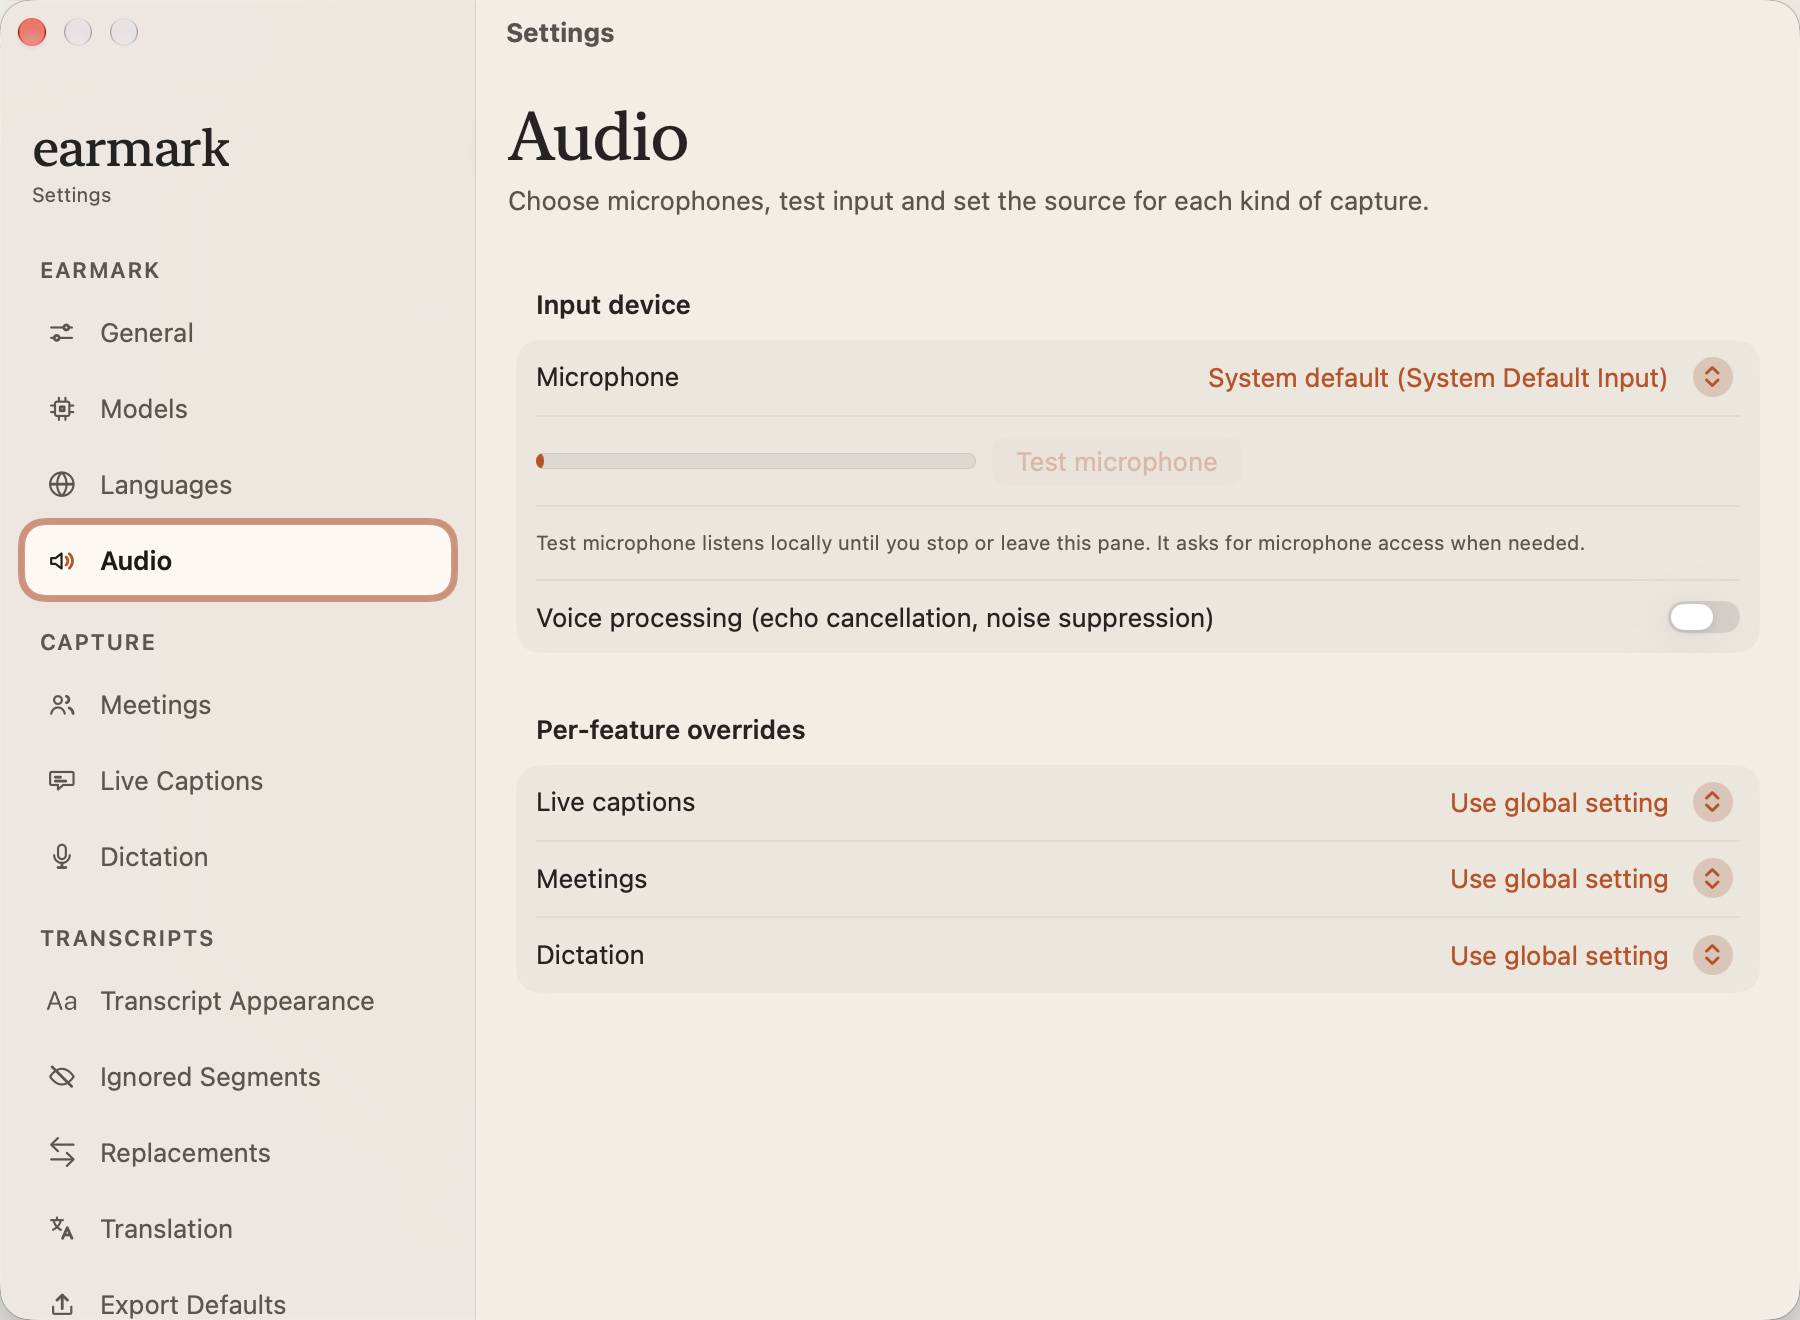 Settings
earmark
Settings
EARMARK
General
Models
Languages
Audio
CAPTURE
Meetings
Live Captions
Dictation
TRANSCRIPTS
Aa Transcript Appearance
Ignored Segments
Replacements
Translation
Export Defaults
Audio
Choose microphones, test input and set the source for each kind of capture.
Input device
Microphone System default (System Default Input)
Test microphone
Test microphone listens locally until you stop or leave this pane. It asks for microphone access when needed.
Voice processing (echo cancellation, noise suppression)
Per-feature overrides
Live captions Use global setting
Meetings Use global setting
Dictation Use global setting